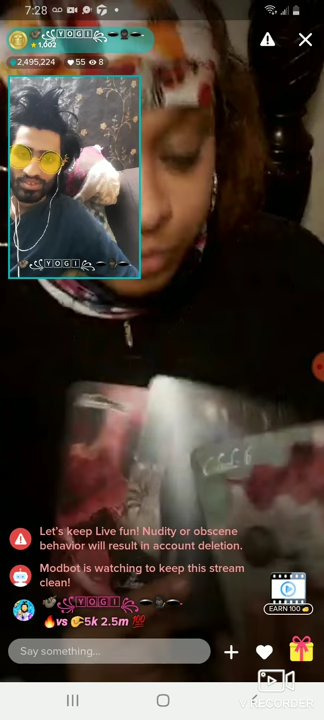 7:28
🅈🄾🄶🄸
1,002
2,495,224 55 8
🅈🄾🄶🄸
Let's keep Live fun! Nudity or obscene
behavior will result in account deletion.
Modbot is watching to keep this stream
clean!
EARN 100
🅈🄾🄶🄸
🔥vs 5k 2.5m 💯
Say something...
V RECORDER